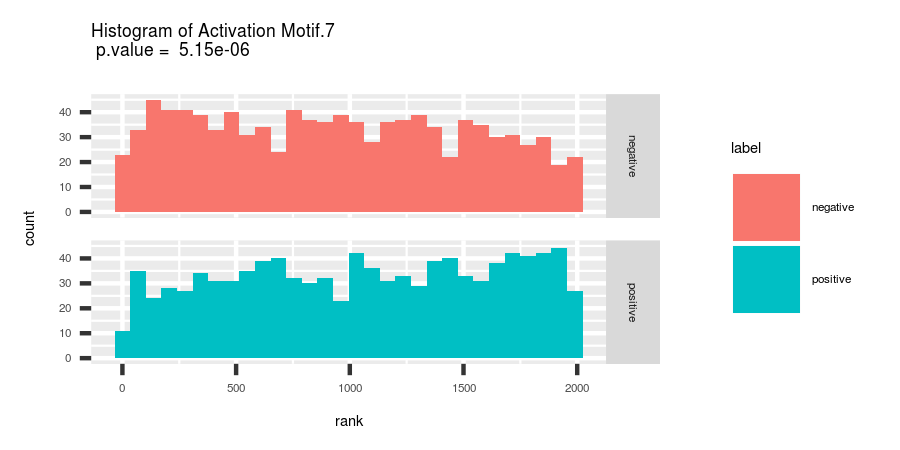 Histogram of Activation Motif.7
p.value = 5.15e-06
count
40
30
20
10
0
negative
40
30
20
10
0
positive
0 500 1000 1500 2000
rank
label
negative
positive